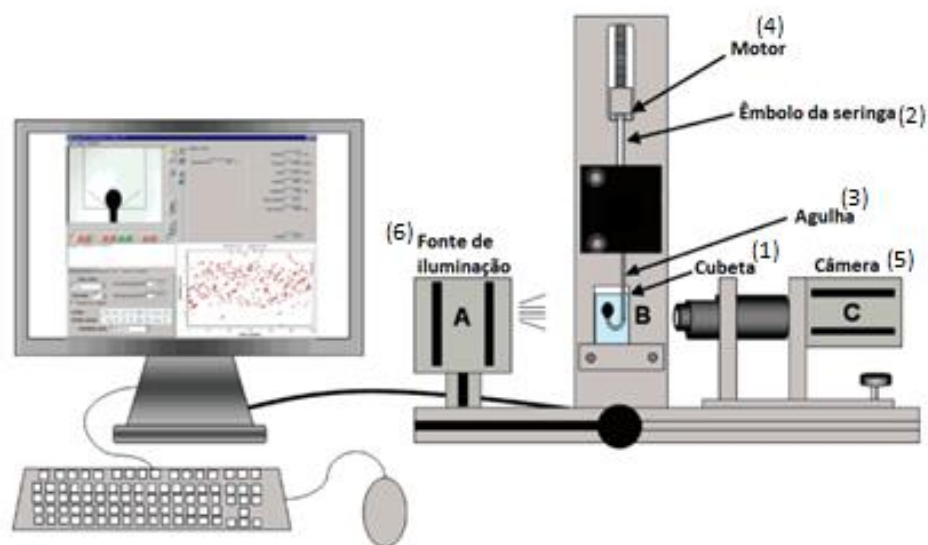 (4)
Motor
Êmbolo da seringa (2)
(3)
Agulha
(6) Fonte de
iluminação
(1)
Cubeta
Câmera (5)
A
B
C